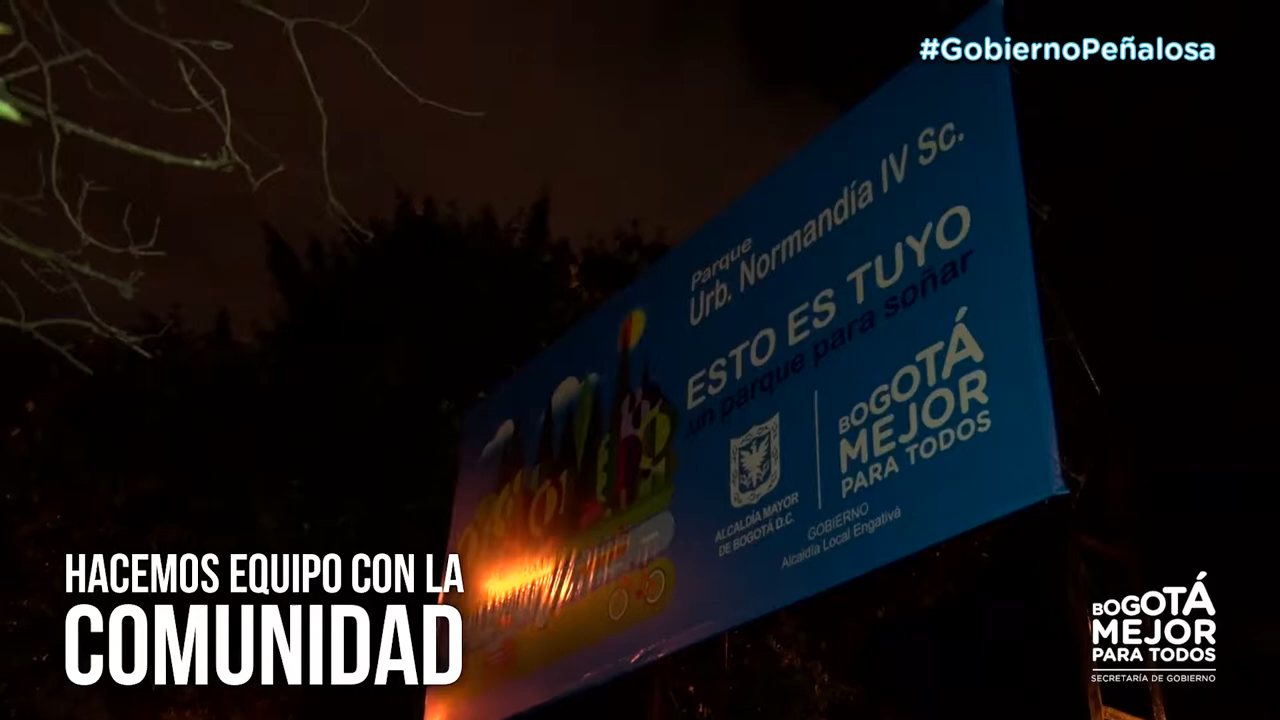 #GobiernoPeñalosa
Parque
Urb. Normandía IV Sc.
ESTO ES TUYO
un parque para soñar
BOGOTÁ
MEJOR
PARA TODOS
ALCALDÍA MAYOR
DE BOGOTÁ D.C.
GOBIERNO
Alcaldía Local Engativá
HACEMOS EQUIPO CON LA
COMUNIDAD
BOGOTÁ
MEJOR
PARA TODOS
SECRETARÍA DE GOBIERNO